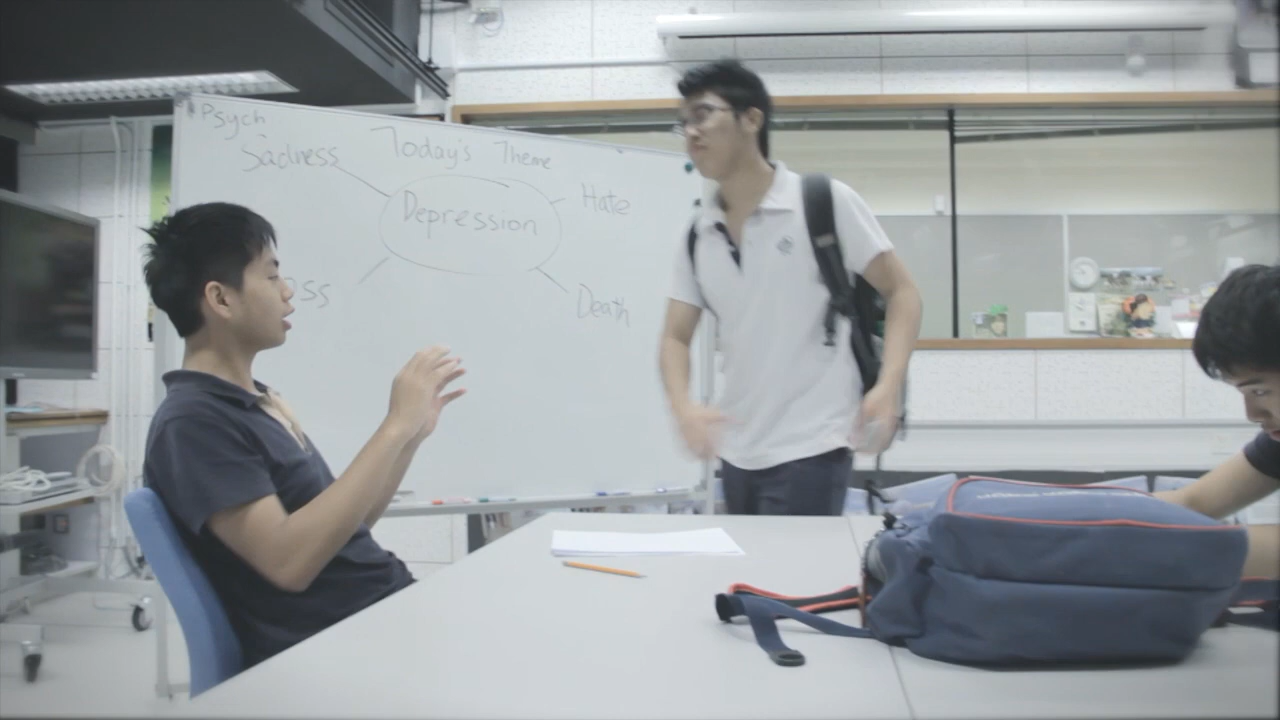 Psych
Today's Theme
Sadness
Hate
Depression
Death